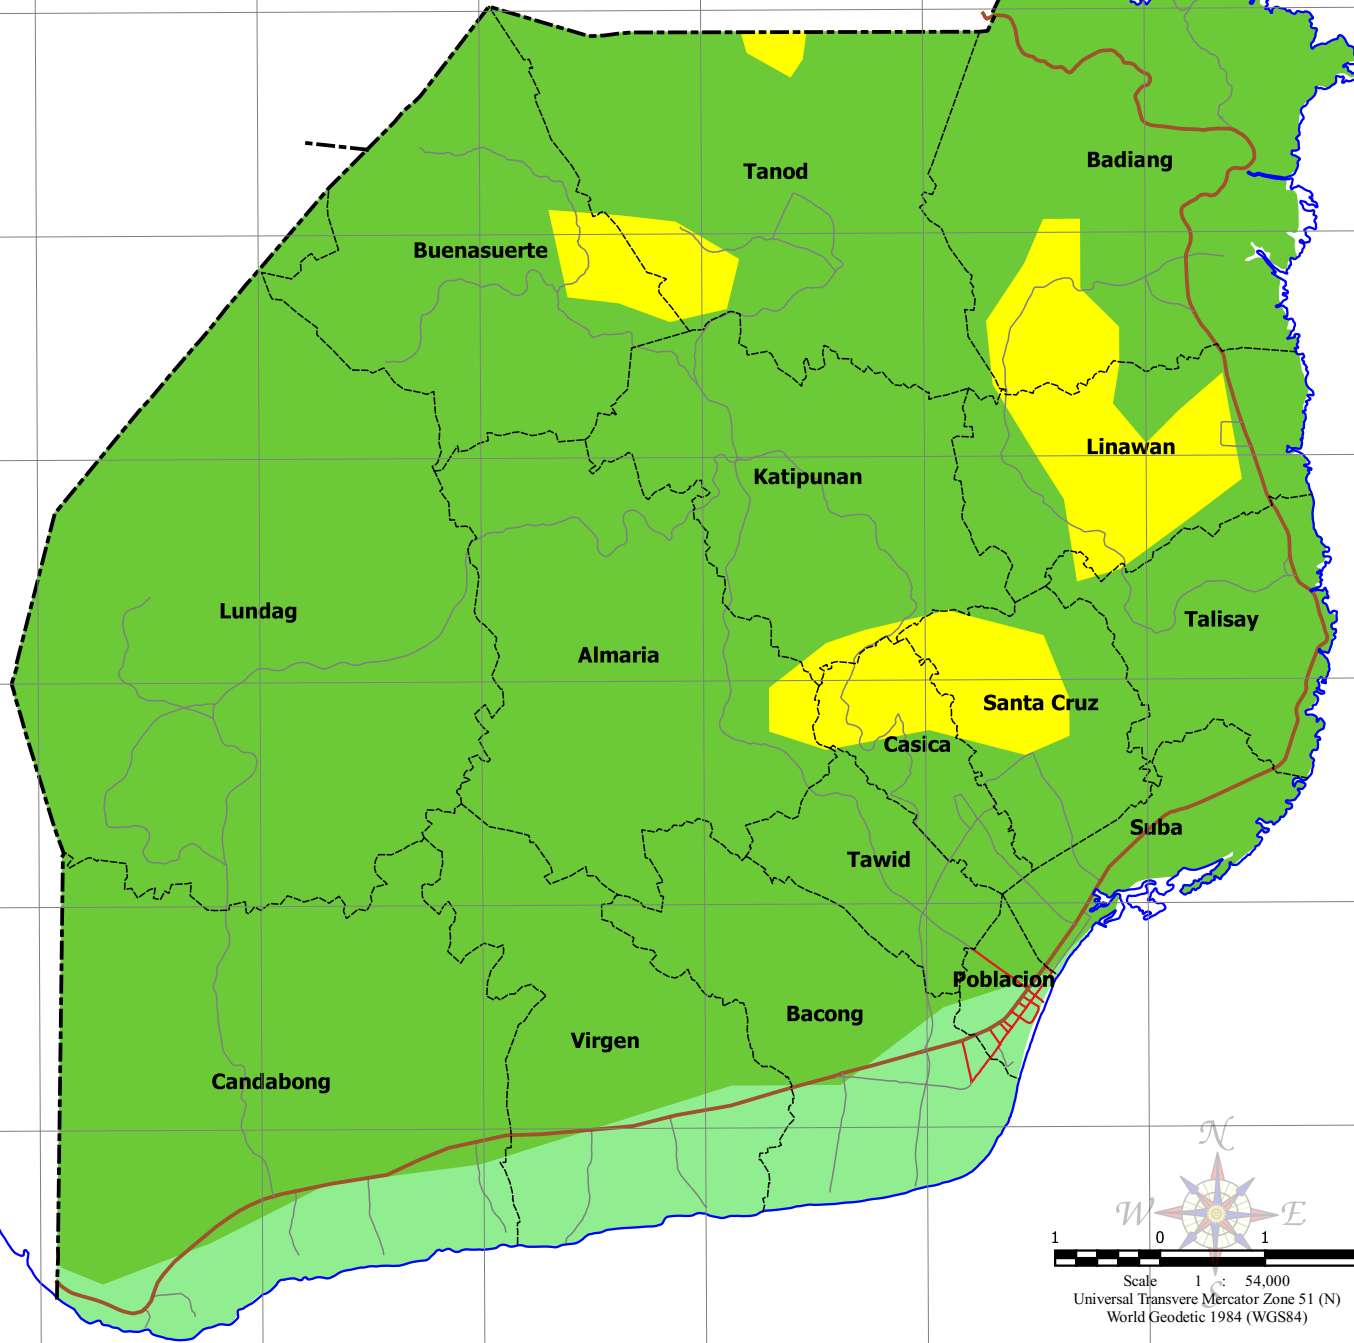 Badiang
Tanod
Buenasuerte
Linawan
Katipunan
Lundag
Talisay
Almaria
Santa Cruz
Casica
Suba
Tawid
Poblacion
Bacong
Virgen
Candabong
N
W
E
S
1 0 1
Scale 1 : 54,000
Universal Transvere Mercator Zone 51 (N)
World Geodetic 1984 (WGS84)